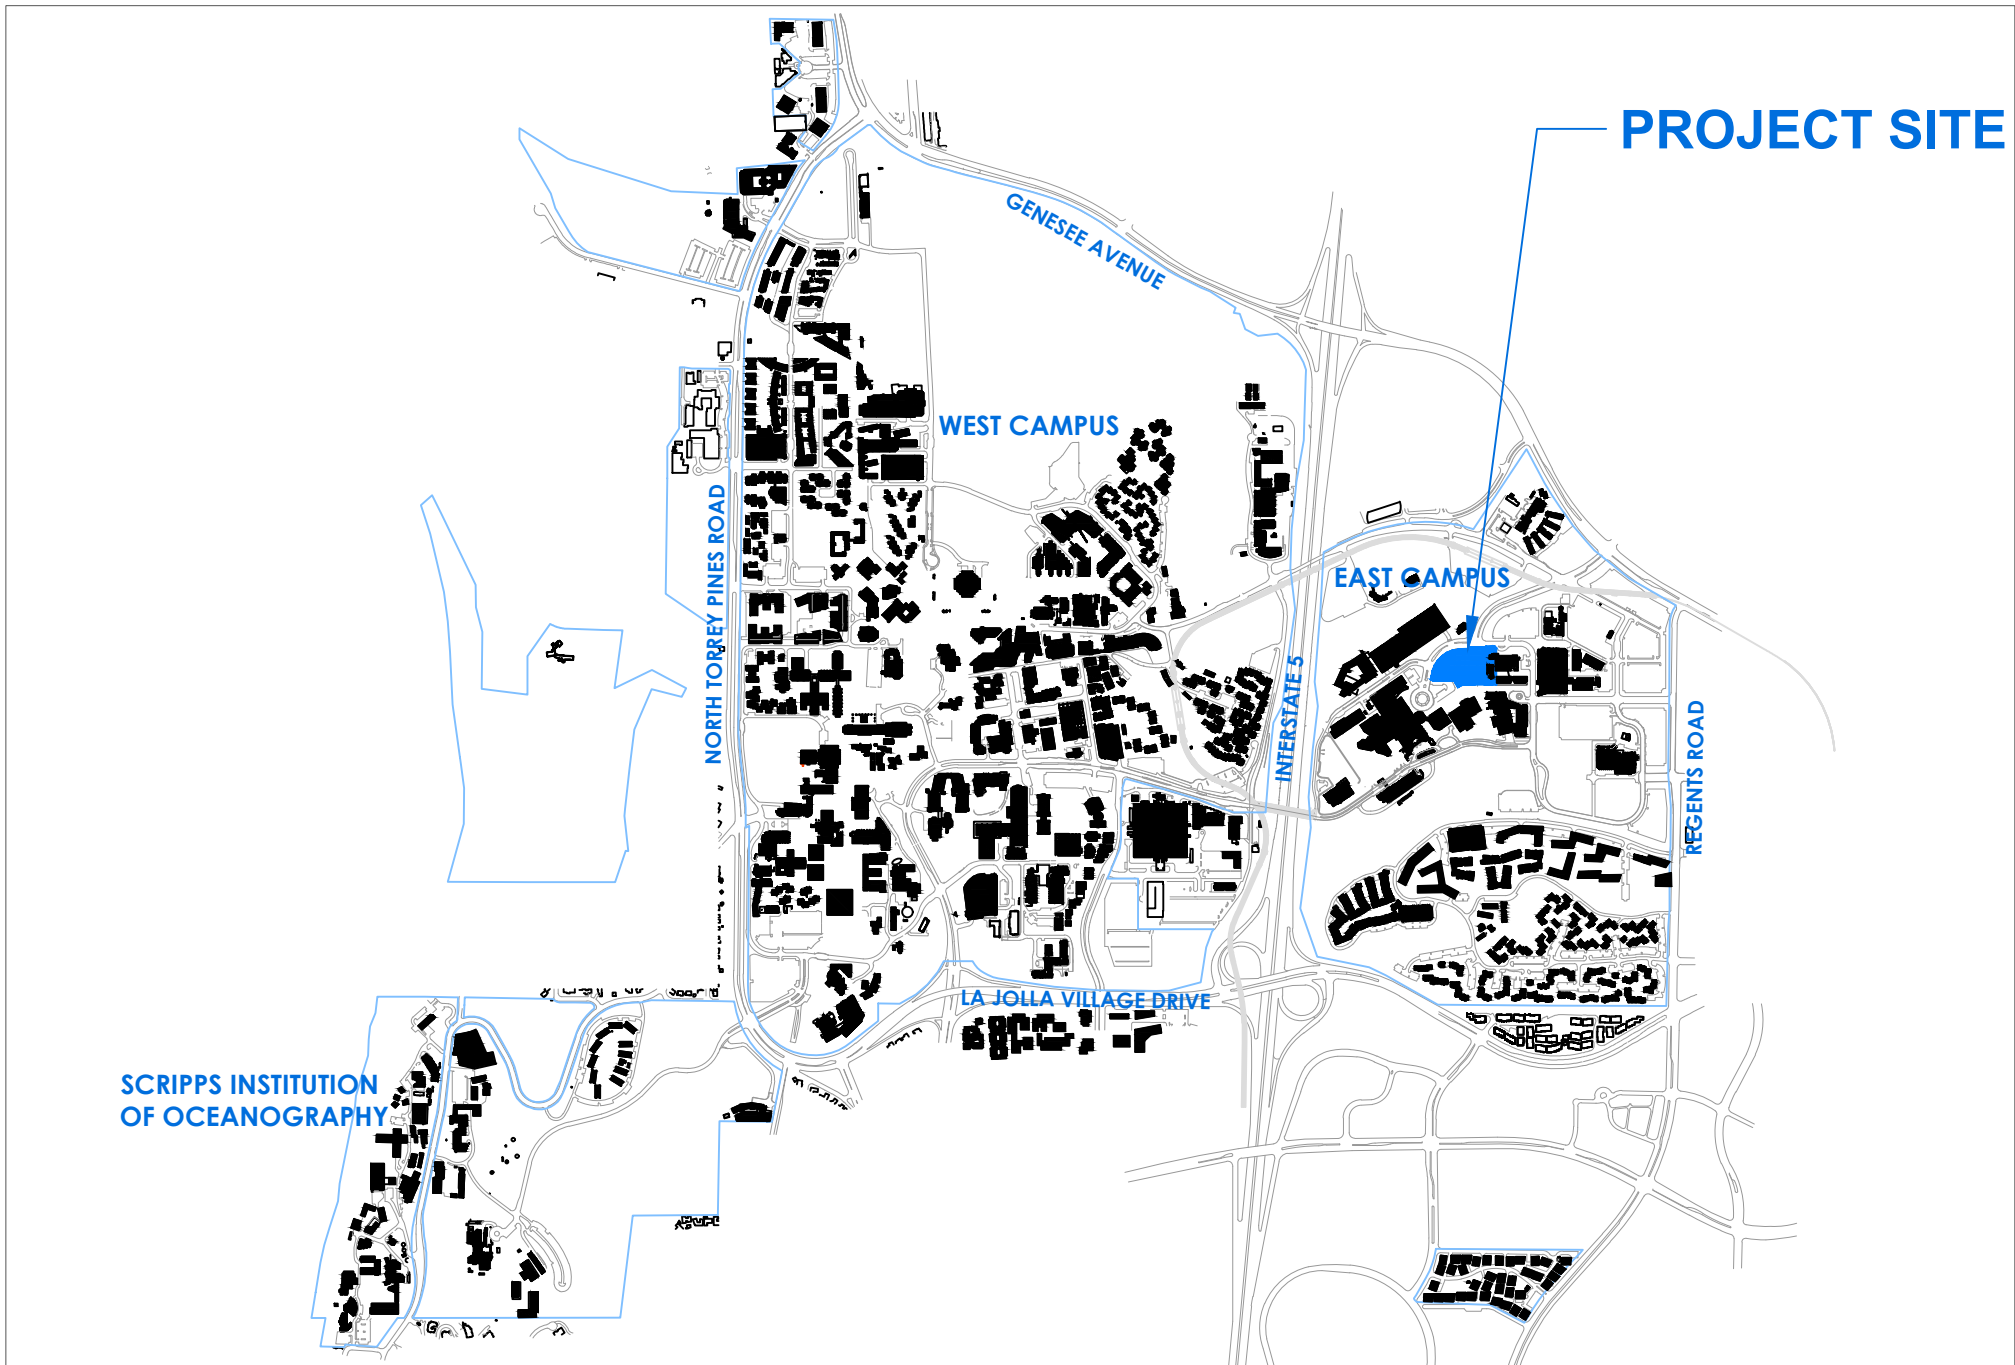 PROJECT SITE
GENESEE AVENUE
WEST CAMPUS
NORTH TORREY PINES ROAD
EAST CAMPUS
INTERSTATE 5
REGENTS ROAD
LA JOLLA VILLAGE DRIVE
SCRIPPS INSTITUTION
OF OCEANOGRAPHY